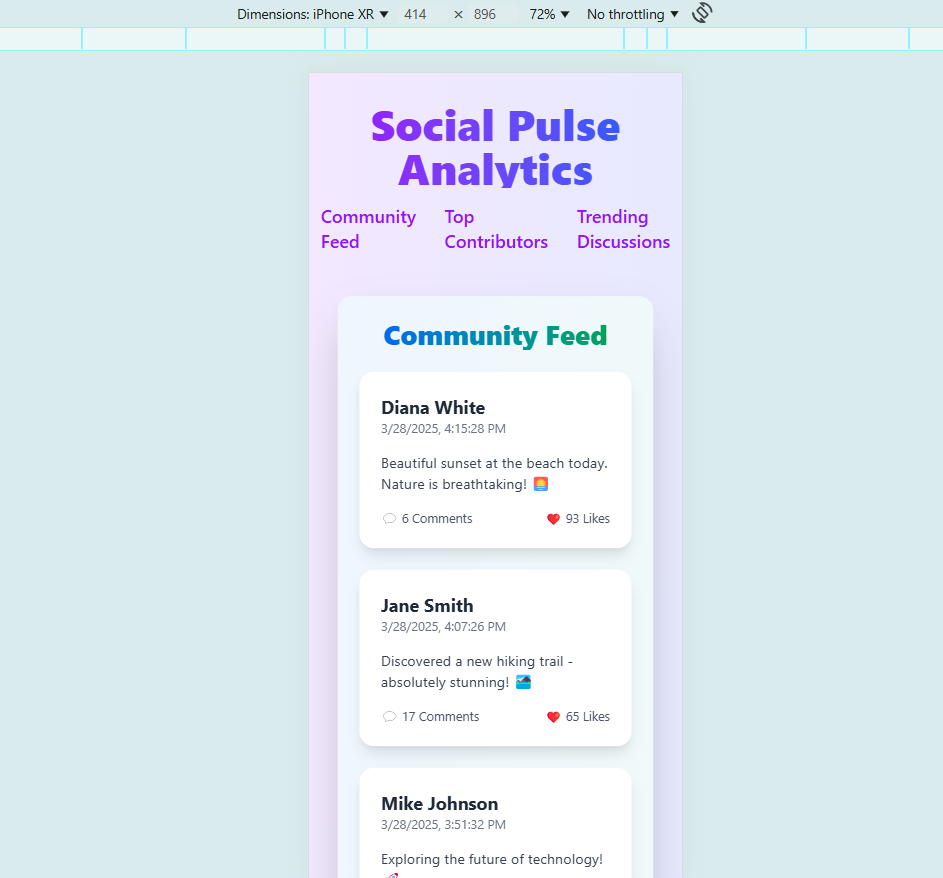 Dimensions: iPhone XR ▼ 414 × 896 72% ▼ No throttling ▼
Social Pulse
Analytics
Community Feed
Top Contributors
Trending Discussions
Community Feed
Diana White
3/28/2025, 4:15:28 PM
Beautiful sunset at the beach today.
Nature is breathtaking! 🌅
6 Comments
93 Likes
Jane Smith
3/28/2025, 4:07:26 PM
Discovered a new hiking trail -
absolutely stunning! 🏞️
17 Comments
65 Likes
Mike Johnson
3/28/2025, 3:51:32 PM
Exploring the future of technology!